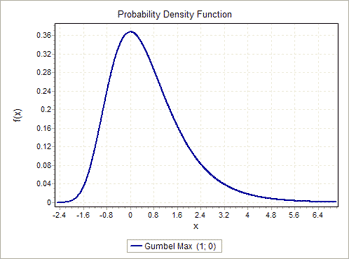 Probability Density Function
f(x)
0.36
0.32
0.28
0.24
0.2
0.16
0.12
0.08
0.04
0
-2.4 -1.6 -0.8 0 0.8 1.6 2.4 3.2 4 4.8 5.6 6.4
x
Gumbel Max (1; 0)